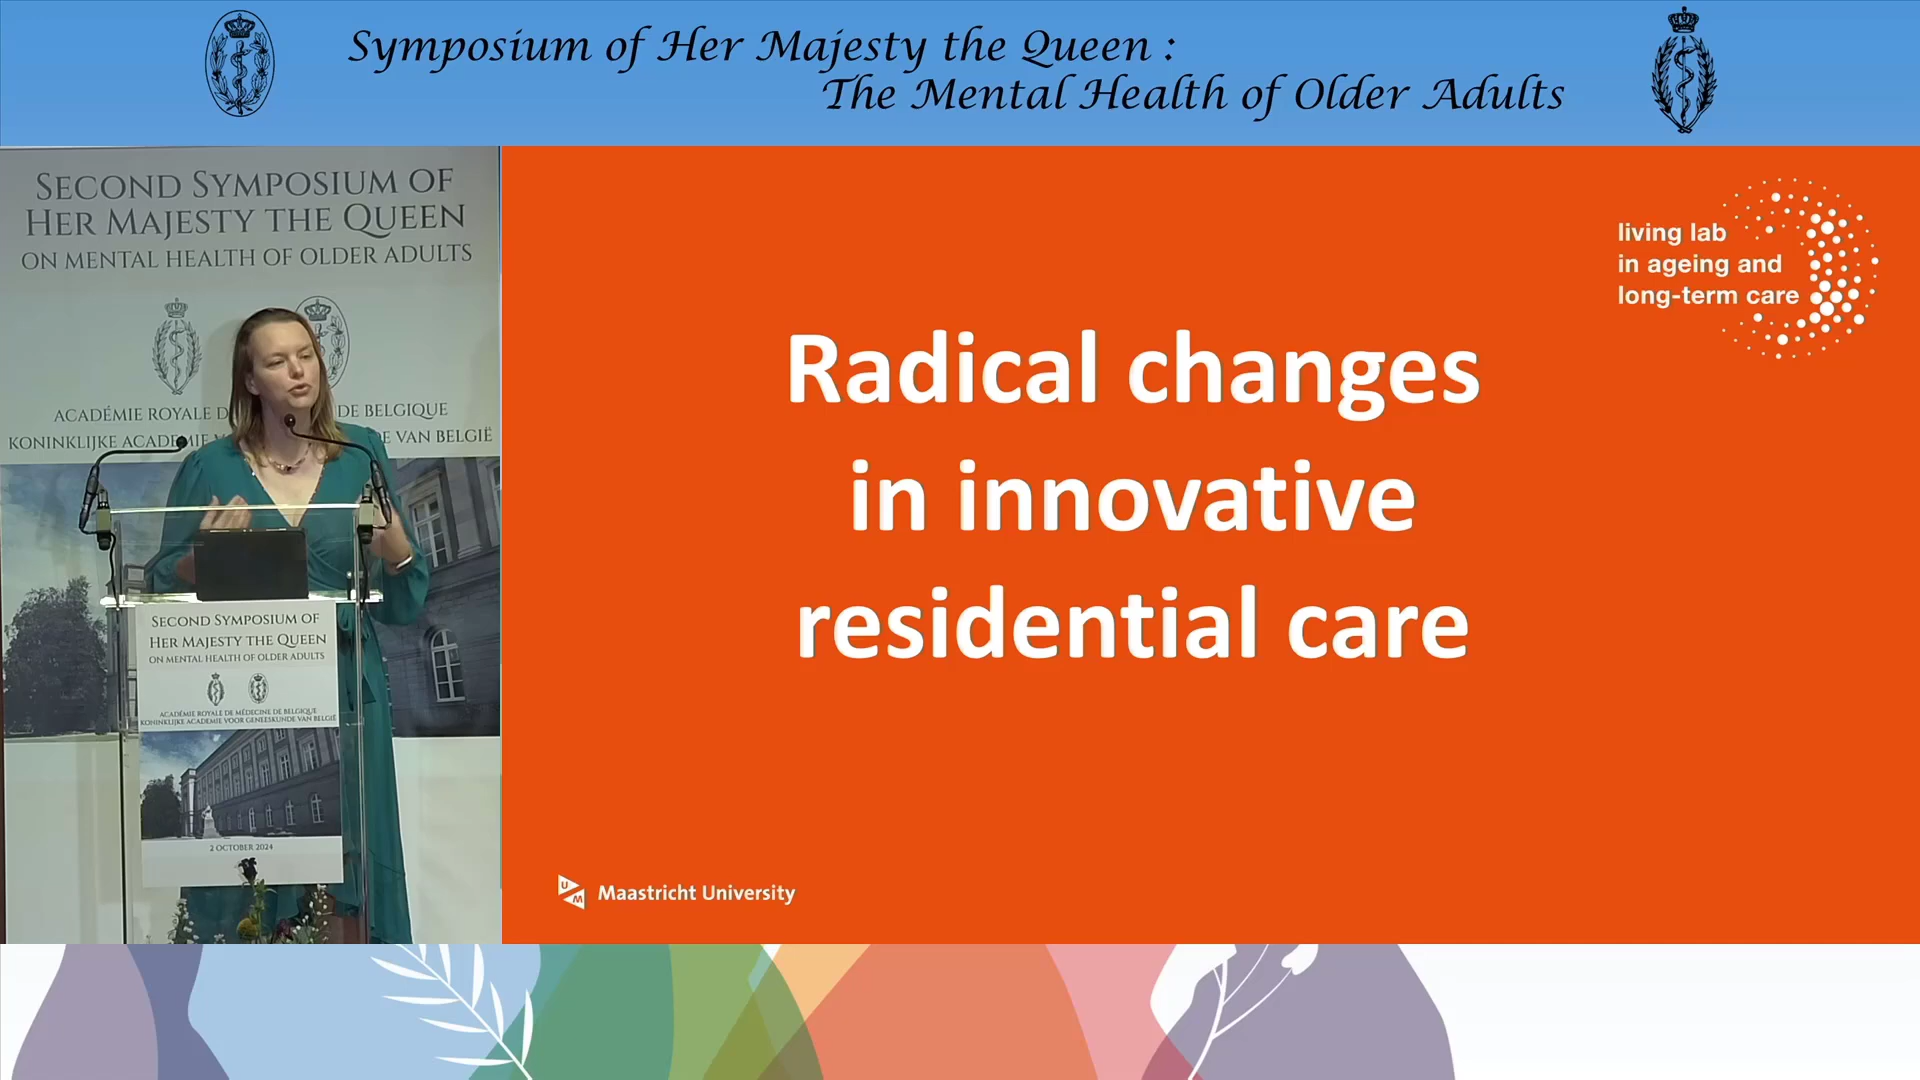 Symposium of Her Majesty the Queen :
The Mental Health of Older Adults
SECOND SYMPOSIUM OF
HER MAJESTY THE QUEEN
ON MENTAL HEALTH OF OLDER ADULTS
ACADÉMIE ROYALE D DE BELGIQUE
KONINKLIJKE ACADEMIE VAN BELGIË
SECOND SYMPOSIUM OF
HER MAJESTY THE QUEEN
ON MENTAL HEALTH OF OLDER ADULTS
ACADÉMIE ROYALE DE MÉDECINE DE BELGIQUE
KONINKLIJKE ACADEMIE VOOR GENEESKUNDE VAN BELGIË
2 OCTOBER 2024
living lab
in ageing and
long-term care
Radical changes
in innovative
residential care
UM Maastricht University